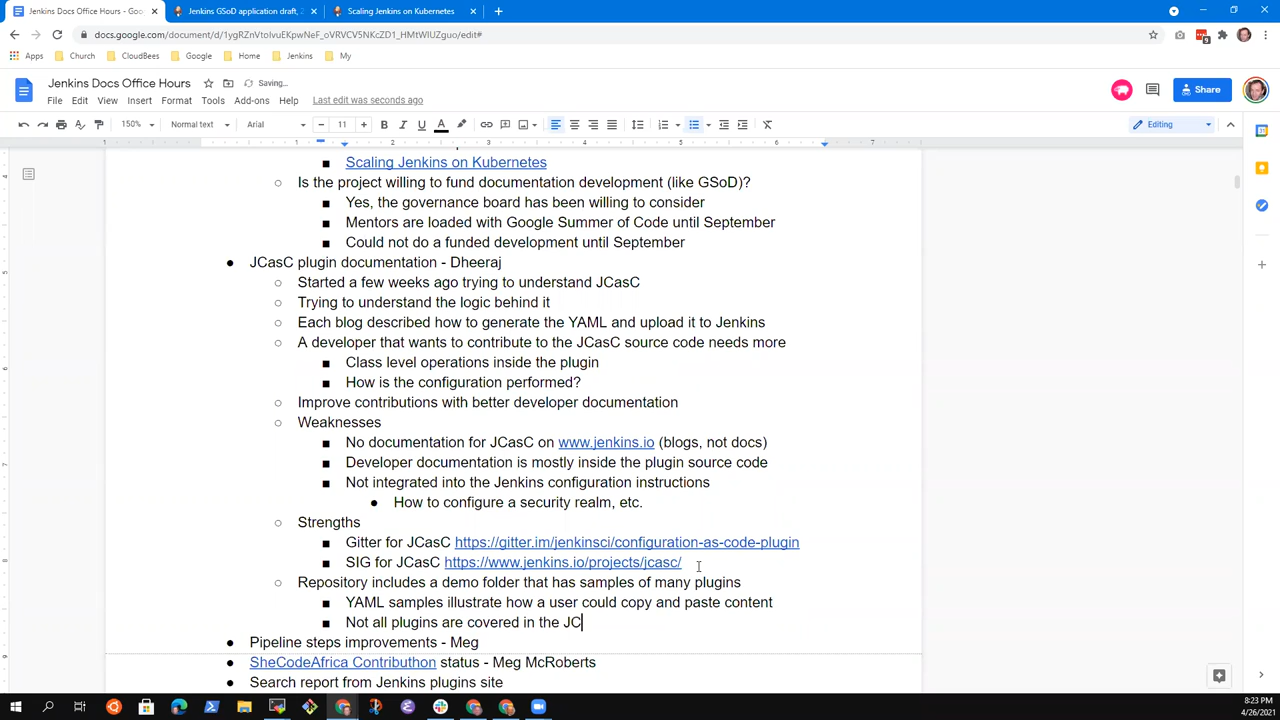 Jenkins Docs Office Hours - Goo
Jenkins GSoD application draft, 2
Scaling Jenkins on Kubernetes
docs.google.com/document/d/1ygRZnVtoIvuEKpwNeF_oVRVCV5NKcZD1_HMtWIUZguo/edit#
Apps Church CloudBees Google Home Jenkins My
Jenkins Docs Office Hours Saving...
File Edit View Insert Format Tools Add-ons Help Last edit was seconds ago
Share
150% Normal text Arial 11 Editing
Scaling Jenkins on Kubernetes
Is the project willing to fund documentation development (like GSoD)?
Yes, the governance board has been willing to consider
Mentors are loaded with Google Summer of Code until September
Could not do a funded development until September
JCasC plugin documentation - Dheeraj
Started a few weeks ago trying to understand JCasC
Trying to understand the logic behind it
Each blog described how to generate the YAML and upload it to Jenkins
A developer that wants to contribute to the JCasC source code needs more
Class level operations inside the plugin
How is the configuration performed?
Improve contributions with better developer documentation
Weaknesses
No documentation for JCasC on www.jenkins.io (blogs, not docs)
Developer documentation is mostly inside the plugin source code
Not integrated into the Jenkins configuration instructions
How to configure a security realm, etc.
Strengths
Gitter for JCasC https://gitter.im/jenkinsci/configuration-as-code-plugin
SIG for JCasC https://www.jenkins.io/projects/jcasc/
Repository includes a demo folder that has samples of many plugins
YAML samples illustrate how a user could copy and paste content
Not all plugins are covered in the JC
Pipeline steps improvements - Meg
SheCodeAfrica Contributhon status - Meg McRoberts
Search report from Jenkins plugins site
8:23 PM
4/26/2021